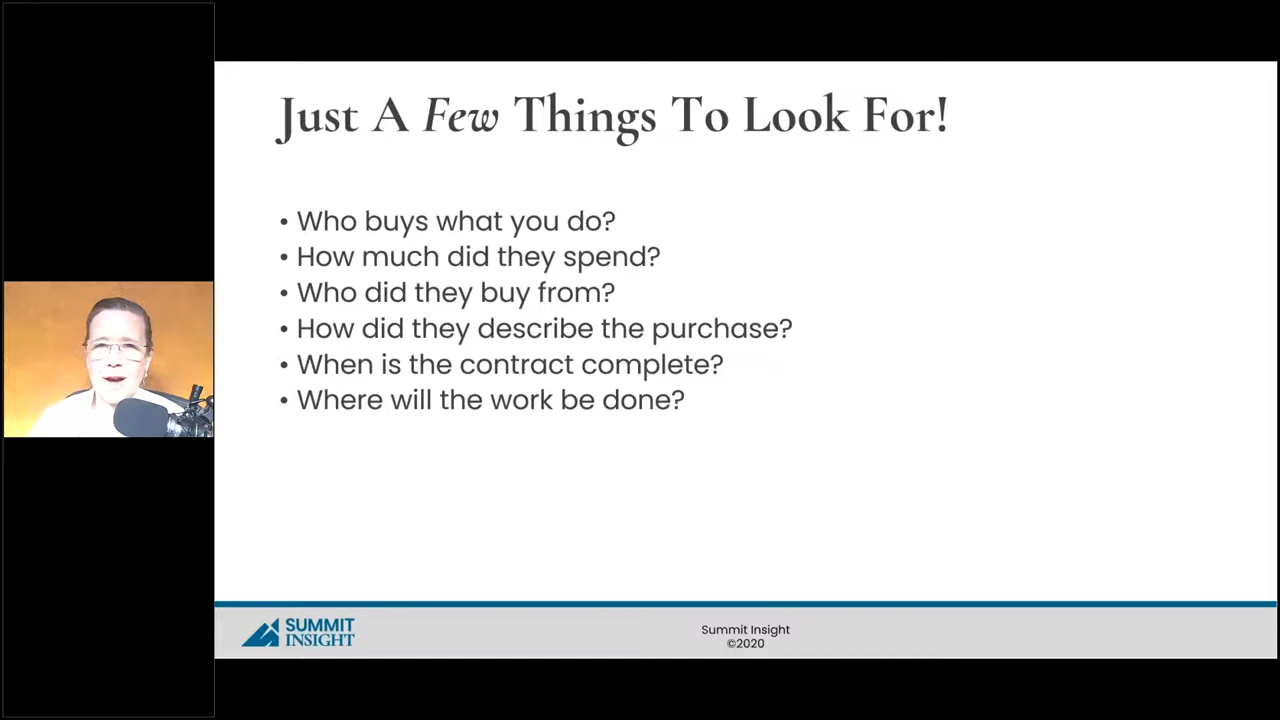 Just A Few Things To Look For!
• Who buys what you do?
• How much did they spend?
• Who did they buy from?
• How did they describe the purchase?
• When is the contract complete?
• Where will the work be done?
SUMMIT
INSIGHT
Summit Insight
©2020